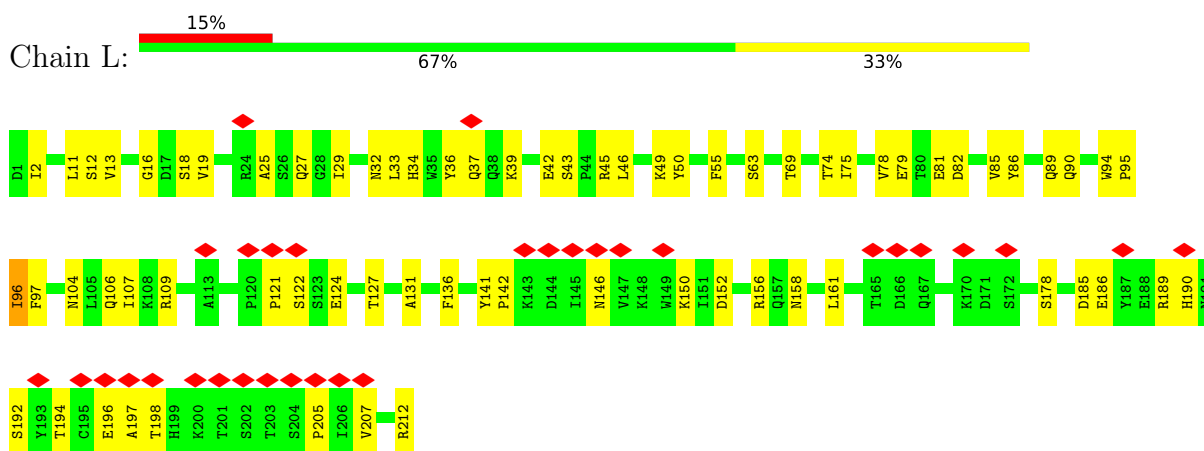 15%
Chain L:
67% 33%
D1 I2 L11 S12 V13 G16 D17 S18 V19 R24 A25 S26 Q27 G28 I29 N32 L33 H34 W35 Y36 Q37 Q38 K39 E42 S43 P44 R45 L46 K49 Y50 F55 S63 T69 T74 I75 V78 E79 T80 E81 D82 V85 Y86 Q89 Q90 W94 P95
I96 F97 N104 L105 Q106 I107 K108 R109 A113 P120 P121 S122 S123 E124 T127 A131 F136 Y141 P142 K143 D144 I145 N146 V147 K148 W149 K150 I151 D152 R156 Q157 N158 L161 T165 D166 Q167 K170 D171 S172 S178 D185 E186 Y187 E188 R189 H190
S192 Y193 T194 C195 E196 A197 T198 H199 K200 T201 S202 T203 S204 P205 I206 V207 R212